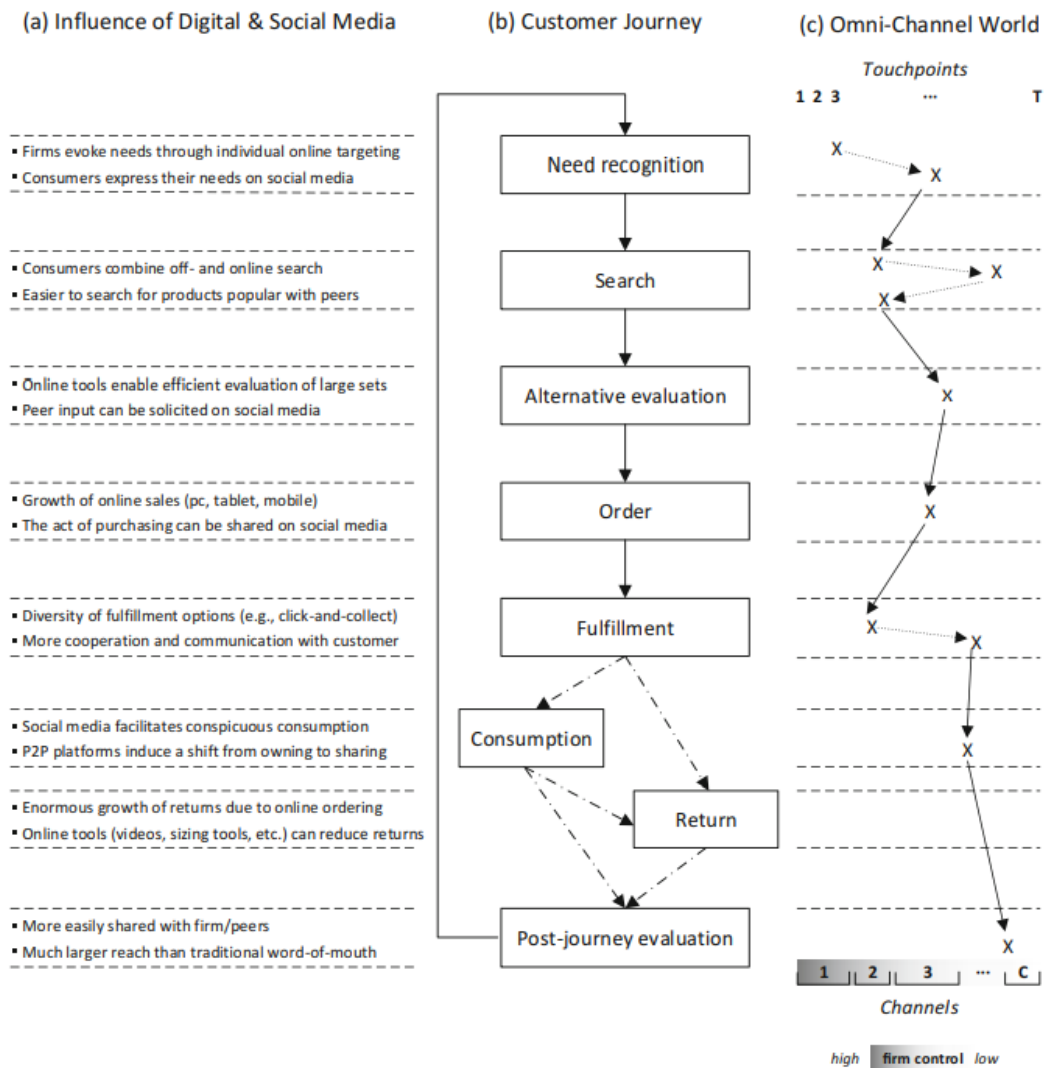 (a) Influence of Digital & Social Media
(b) Customer Journey
(c) Omni-Channel World
Touchpoints
1 2 3 ... T
▪ Firms evoke needs through individual online targeting
▪ Consumers express their needs on social media
Need recognition
X
X
▪ Consumers combine off- and online search
▪ Easier to search for products popular with peers
Search
X
X
X
▪ Online tools enable efficient evaluation of large sets
▪ Peer input can be solicited on social media
Alternative evaluation
X
▪ Growth of online sales (pc, tablet, mobile)
▪ The act of purchasing can be shared on social media
Order
X
▪ Diversity of fulfillment options (e.g., click-and-collect)
▪ More cooperation and communication with customer
Fulfillment
X
X
▪ Social media facilitates conspicuous consumption
▪ P2P platforms induce a shift from owning to sharing
Consumption
X
▪ Enormous growth of returns due to online ordering
▪ Online tools (videos, sizing tools, etc.) can reduce returns
Return
▪ More easily shared with firm/peers
▪ Much larger reach than traditional word-of-mouth
Post-journey evaluation
X
1 2 3 ... C
Channels
high firm control low